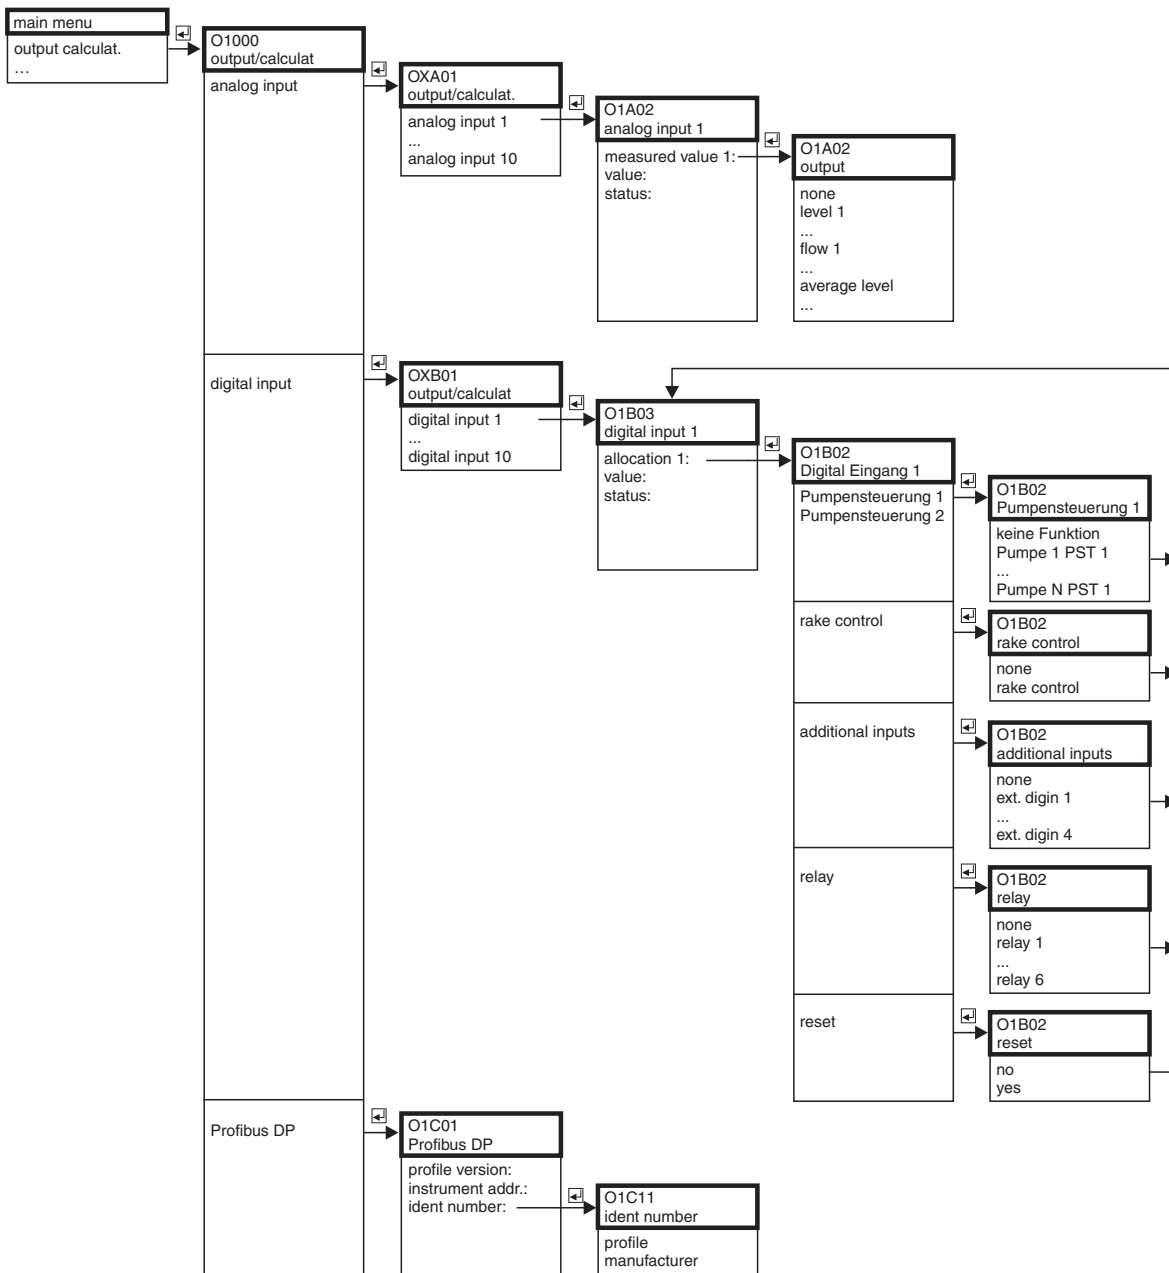 main menu
output calculat.
...
O1000
output/calculat
analog input
OXA01
output/calculat.
analog input 1
...
analog input 10
O1A02
analog input 1
measured value 1:
value:
status:
O1A02
output
none
level 1
...
flow 1
...
average level
...
digital input
OXB01
output/calculat
digital input 1
...
digital input 10
O1B03
digital input 1
allocation 1:
value:
status:
O1B02
Digital Eingang 1
Pumpensteuerung 1
Pumpensteuerung 2
O1B02
Pumpensteuerung 1
keine Funktion
Pumpe 1 PST 1
...
Pumpe N PST 1
rake control
O1B02
rake control
none
rake control
additional inputs
O1B02
additional inputs
none
ext. digin 1
...
ext. digin 4
relay
O1B02
relay
none
relay 1
...
relay 6
reset
O1B02
reset
no
yes
Profibus DP
O1C01
Profibus DP
profile version:
instrument addr.:
ident number:
O1C11
ident number
profile
manufacturer